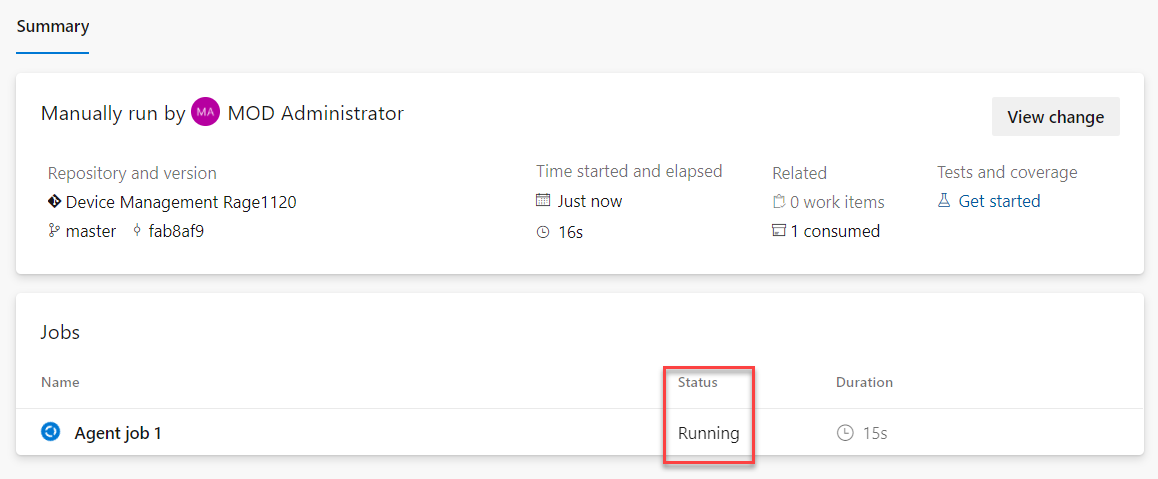 Summary
Manually run by MA MOD Administrator
View change
Repository and version
Device Management Rage1120
master fab8af9
Time started and elapsed
Just now
16s
Related
0 work items
1 consumed
Tests and coverage
Get started
Jobs
Name Status Duration
Agent job 1 Running 15s